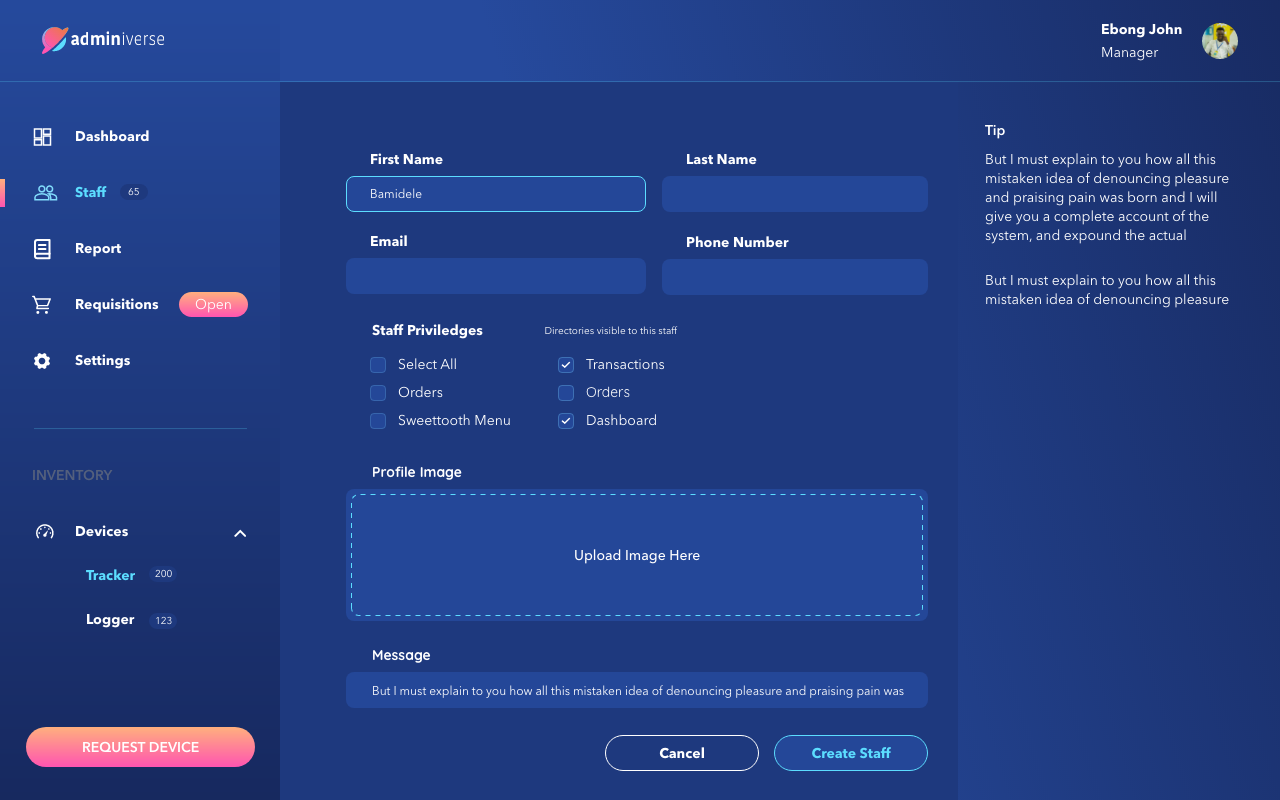 adminiverse
Ebong John
Manager
Dashboard
Staff 65
Report
Requisitions Open
Settings
INVENTORY
Devices
Tracker 200
Logger 123
REQUEST DEVICE
First Name
Last Name
Bamidele
Email
Phone Number
Staff Priviledges
Directories visible to this staff
Select All
Transactions
Orders
Orders
Sweettooth Menu
Dashboard
Profile Image
Upload Image Here
Message
But I must explain to you how all this mistaken idea of denouncing pleasure and praising pain was
Cancel
Create Staff
Tip
But I must explain to you how all this
mistaken idea of denouncing pleasure
and praising pain was born and I will
give you a complete account of the
system, and expound the actual
But I must explain to you how all this
mistaken idea of denouncing pleasure